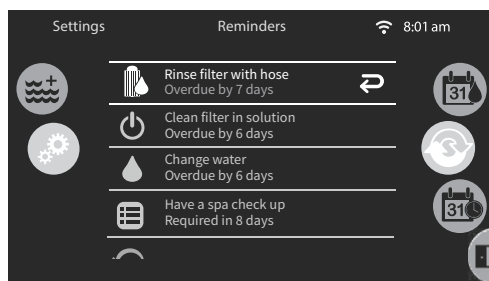 Settings
Reminders
8:01 am
Rinse filter with hose
Overdue by 7 days
31
Clean filter in solution
Overdue by 6 days
Change water
Overdue by 6 days
Have a spa check up
Required in 8 days
31